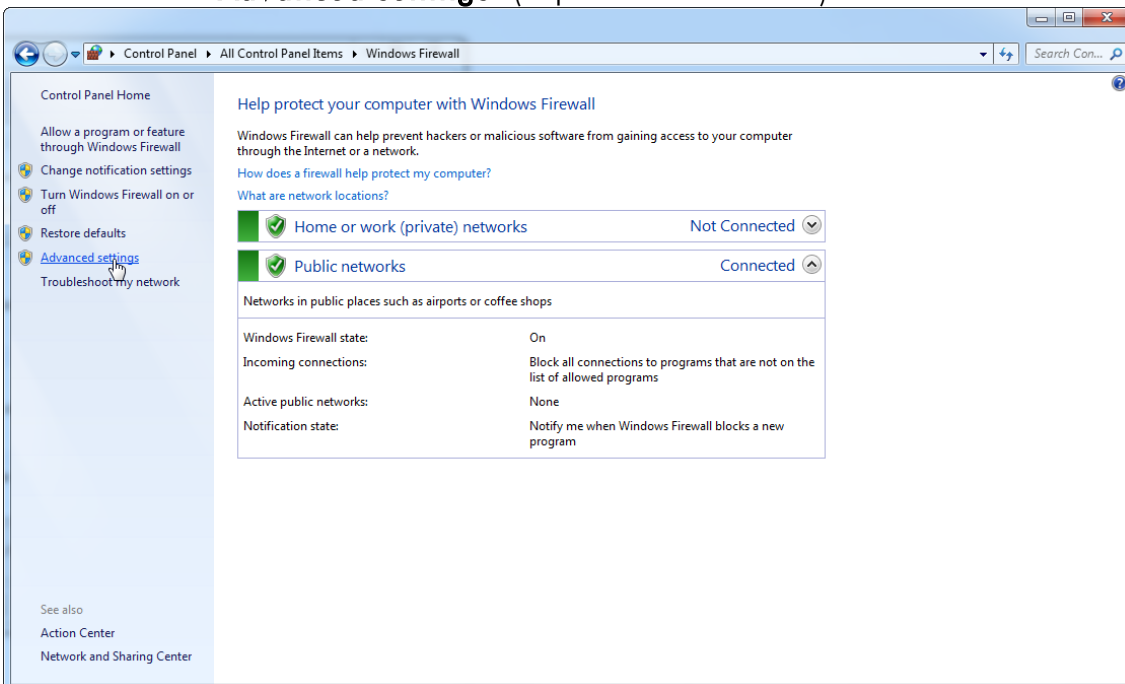 Control Panel ▸ All Control Panel Items ▸ Windows Firewall
Search Con...
Control Panel Home
Allow a program or feature
through Windows Firewall
Change notification settings
Turn Windows Firewall on or
off
Restore defaults
Advanced settings
Troubleshoot my network
See also
Action Center
Network and Sharing Center
Help protect your computer with Windows Firewall
Windows Firewall can help prevent hackers or malicious software from gaining access to your computer
through the Internet or a network.
How does a firewall help protect my computer?
What are network locations?
Home or work (private) networks Not Connected
Public networks Connected
Networks in public places such as airports or coffee shops
Windows Firewall state: On
Incoming connections: Block all connections to programs that are not on the
list of allowed programs
Active public networks: None
Notification state: Notify me when Windows Firewall blocks a new
program